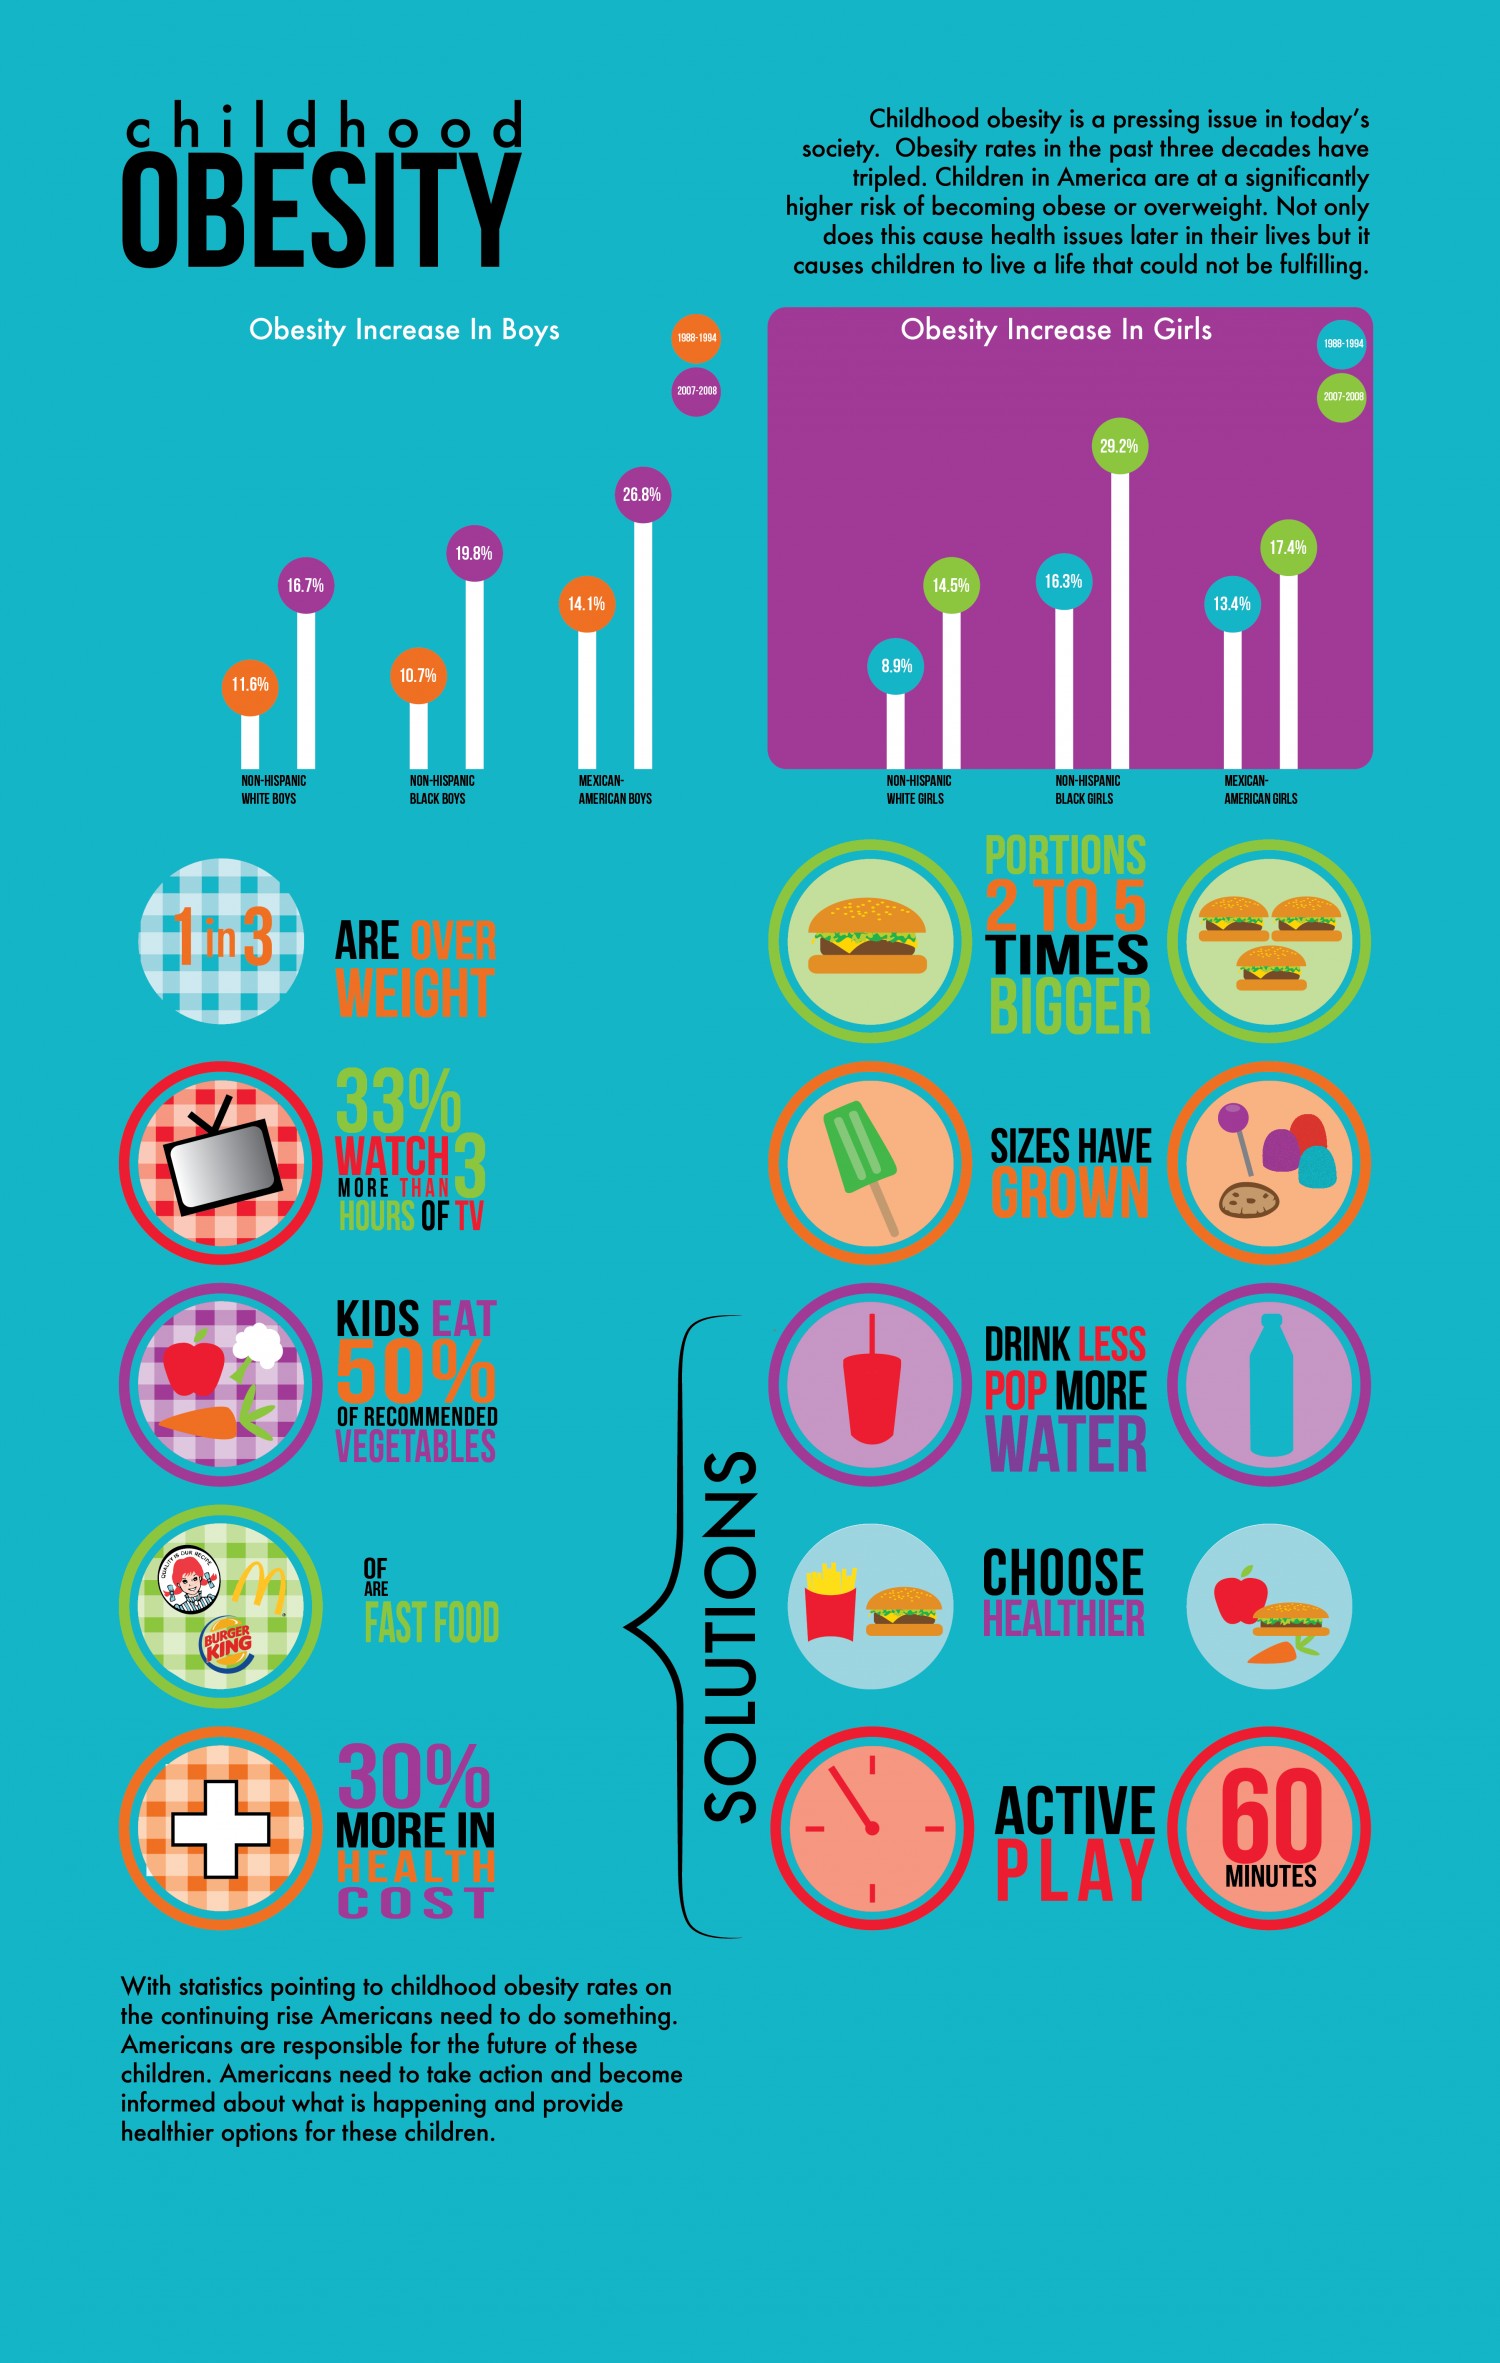 childhood
OBESITY
Childhood obesity is a pressing issue in today's
society. Obesity rates in the past three decades have
tripled. Children in America are at a significantly
higher risk of becoming obese or overweight. Not only
does this cause health issues later in their lives but it
causes children to live a life that could not be fulfilling.
Obesity Increase In Boys
1988-1994
2007-2008
11.6%
16.7%
10.7%
19.8%
14.1%
26.8%
NON-HISPANIC
WHITE BOYS
NON-HISPANIC
BLACK BOYS
MEXICAN-
AMERICAN BOYS
Obesity Increase In Girls
1988-1994
2007-2008
8.9%
14.5%
16.3%
29.2%
13.4%
17.4%
NON-HISPANIC
WHITE GIRLS
NON-HISPANIC
BLACK GIRLS
MEXICAN-
AMERICAN GIRLS
1 in 3
ARE OVER
WEIGHT
33%
WATCH 3
MORE THAN
HOURS OF TV
KIDS EAT
50%
OF RECOMMENDED
VEGETABLES
QUALITY IS OUR RECIPE
BURGER
KING
OF
ARE
FAST FOOD
30%
MORE IN
HEALTH
COST
PORTIONS
2 TO 5
TIMES
BIGGER
SIZES HAVE
GROWN
SOLUTIONS
DRINK LESS
POP MORE
WATER
CHOOSE
HEALTHIER
ACTIVE
PLAY
60
MINUTES
With statistics pointing to childhood obesity rates on
the continuing rise Americans need to do something.
Americans are responsible for the future of these
children. Americans need to take action and become
informed about what is happening and provide
healthier options for these children.